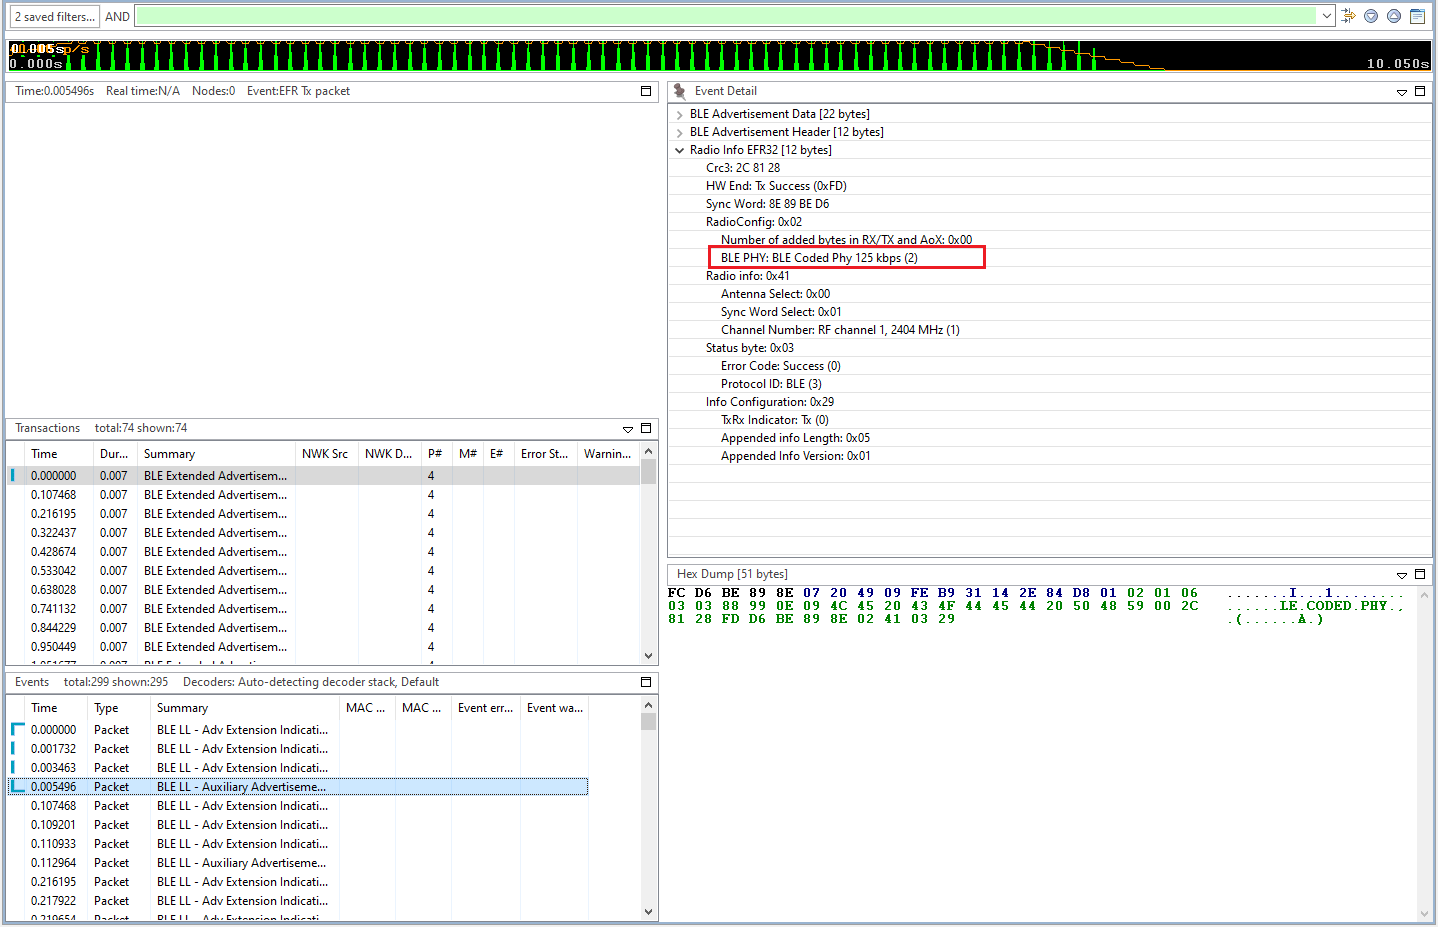 2 saved filters... AND
0.005s
0.000s
10.050s
Time:0.005496s Real time:N/A Nodes:0 Event:EFR Tx packet
Event Detail
BLE Advertisement Data [22 bytes]
BLE Advertisement Header [12 bytes]
Radio Info EFR32 [12 bytes]
Crc3: 2C 81 28
HW End: Tx Success (0xFD)
Sync Word: 8E 89 BE D6
RadioConfig: 0x02
Number of added bytes in RX/TX and AoX: 0x00
BLE PHY: BLE Coded Phy 125 kbps (2)
Radio info: 0x41
Antenna Select: 0x00
Sync Word Select: 0x01
Channel Number: RF channel 1, 2404 MHz (1)
Status byte: 0x03
Error Code: Success (0)
Protocol ID: BLE (3)
Info Configuration: 0x29
TxRx Indicator: Tx (0)
Appended info Length: 0x05
Appended Info Version: 0x01
Transactions total:74 shown:74
Time Dur... Summary NWK Src NWK D... P# M# E# Error St... Warnin...
0.000000 0.007 BLE Extended Advertisem... 4
0.107468 0.007 BLE Extended Advertisem... 4
0.216195 0.007 BLE Extended Advertisem... 4
0.322437 0.007 BLE Extended Advertisem... 4
0.428674 0.007 BLE Extended Advertisem... 4
0.533042 0.007 BLE Extended Advertisem... 4
0.638028 0.007 BLE Extended Advertisem... 4
0.741132 0.007 BLE Extended Advertisem... 4
0.844229 0.007 BLE Extended Advertisem... 4
0.950449 0.007 BLE Extended Advertisem... 4
Hex Dump [51 bytes]
FC D6 BE 89 8E 07 20 49 09 FE B9 31 14 2E 84 D8 01 02 01 06 .......I...1........
03 03 88 99 0E 09 4C 45 20 43 4F 44 45 44 20 50 48 59 00 2C ......LE.CODED.PHY.,
81 28 FD D6 BE 89 8E 02 41 03 29 .(......A.)
Events total:299 shown:295 Decoders: Auto-detecting decoder stack, Default
Time Type Summary MAC ... MAC ... Event err... Event wa...
0.000000 Packet BLE LL - Adv Extension Indicati...
0.001732 Packet BLE LL - Adv Extension Indicati...
0.003463 Packet BLE LL - Adv Extension Indicati...
0.005496 Packet BLE LL - Auxiliary Advertiseme...
0.107468 Packet BLE LL - Adv Extension Indicati...
0.109201 Packet BLE LL - Adv Extension Indicati...
0.110933 Packet BLE LL - Adv Extension Indicati...
0.112964 Packet BLE LL - Auxiliary Advertiseme...
0.216195 Packet BLE LL - Adv Extension Indicati...
0.217922 Packet BLE LL - Adv Extension Indicati...
0.219654 Packet BLE LL - Adv Extension Indicati...